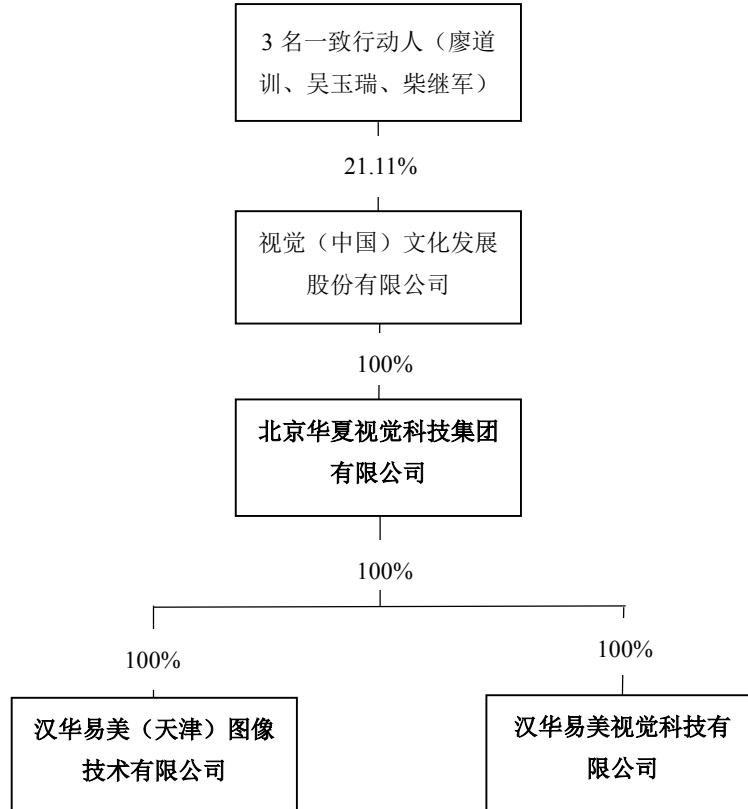 3 名一致行动人（廖道
训、吴玉瑞、柴继军）
21.11%
视觉（中国）文化发展
股份有限公司
100%
北京华夏视觉科技集团
有限公司
100%
100%
100%
汉华易美（天津）图像
技术有限公司
汉华易美视觉科技有
限公司